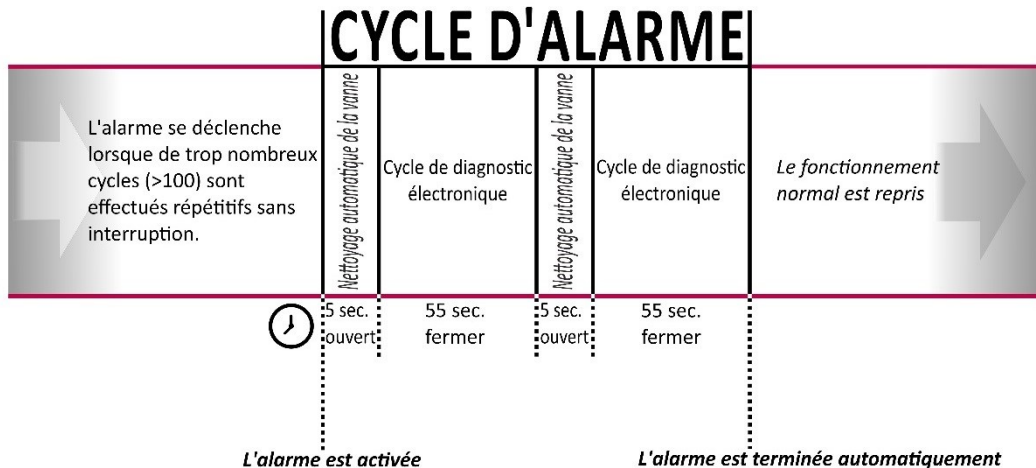 CYCLE D'ALARME
L'alarme se déclenche
lorsque de trop nombreux
cycles (>100) sont
effectués répétitifs sans
interruption.
Nettoyage automatique de la vanne
Cycle de diagnostic
électronique
Nettoyage automatique de la vanne
Cycle de diagnostic
électronique
Le fonctionnement
normal est repris
5 sec.
ouvert
55 sec.
fermer
5 sec.
ouvert
55 sec.
fermer
L'alarme est activée
L'alarme est terminée automatiquement